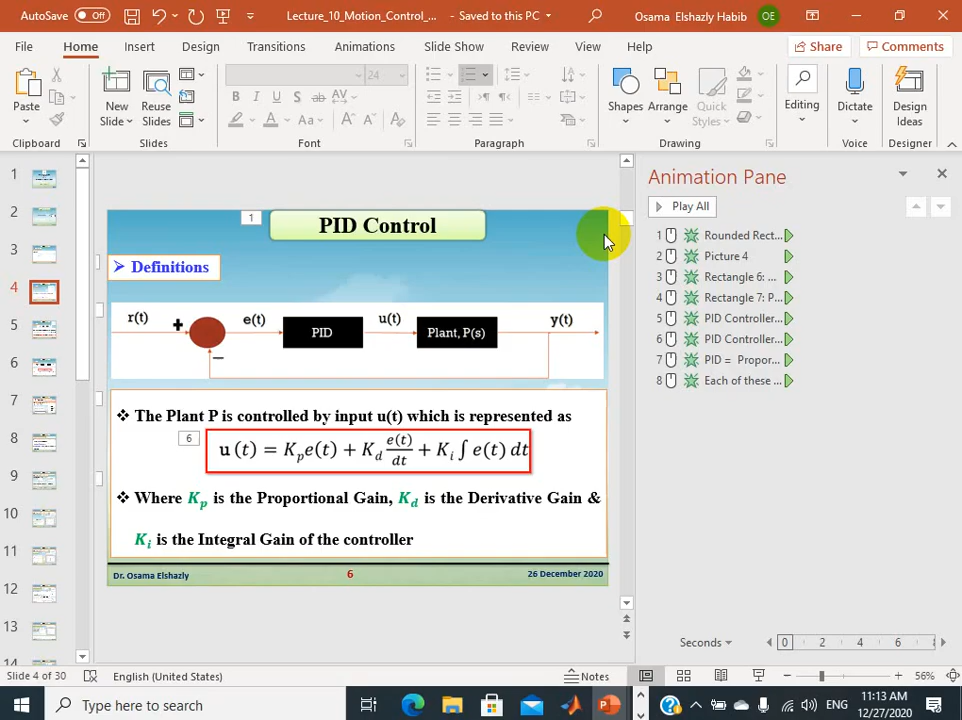 AutoSave Off Lecture_10_Motion_Control_... - Saved to this PC Osama Elshazly Habib OE
File Home Insert Design Transitions Animations Slide Show Review View Help Share Comments
24
Paste New Slide Reuse Slides Shapes Arrange Quick Styles Editing Dictate Design Ideas
B I U S ab AV
A Aa A A A
Clipboard Slides Font Paragraph Drawing Voice Designer
1
2
3
4
5
6
7
8
9
10
11
12
13
14
1
PID Control
Definitions
r(t) + e(t) PID u(t) Plant, P(s) y(t)
−
The Plant P is controlled by input u(t) which is represented as
6
u (t) = K_p e(t) + K_d e(t)/dt + K_i ∫ e(t) dt
Where K_p is the Proportional Gain, K_d is the Derivative Gain &
K_i is the Integral Gain of the controller
Dr. Osama Elshazly 6 26 December 2020
Animation Pane
Play All
1 Rounded Rect...
2 Picture 4
3 Rectangle 6: ...
4 Rectangle 7: P...
5 PID Controller...
6 PID Controller...
7 PID = Propor...
8 Each of these ...
Seconds 0 2 4 6
Slide 4 of 30 English (United States) Notes 56%
Type here to search
11:13 AM
12/27/2020